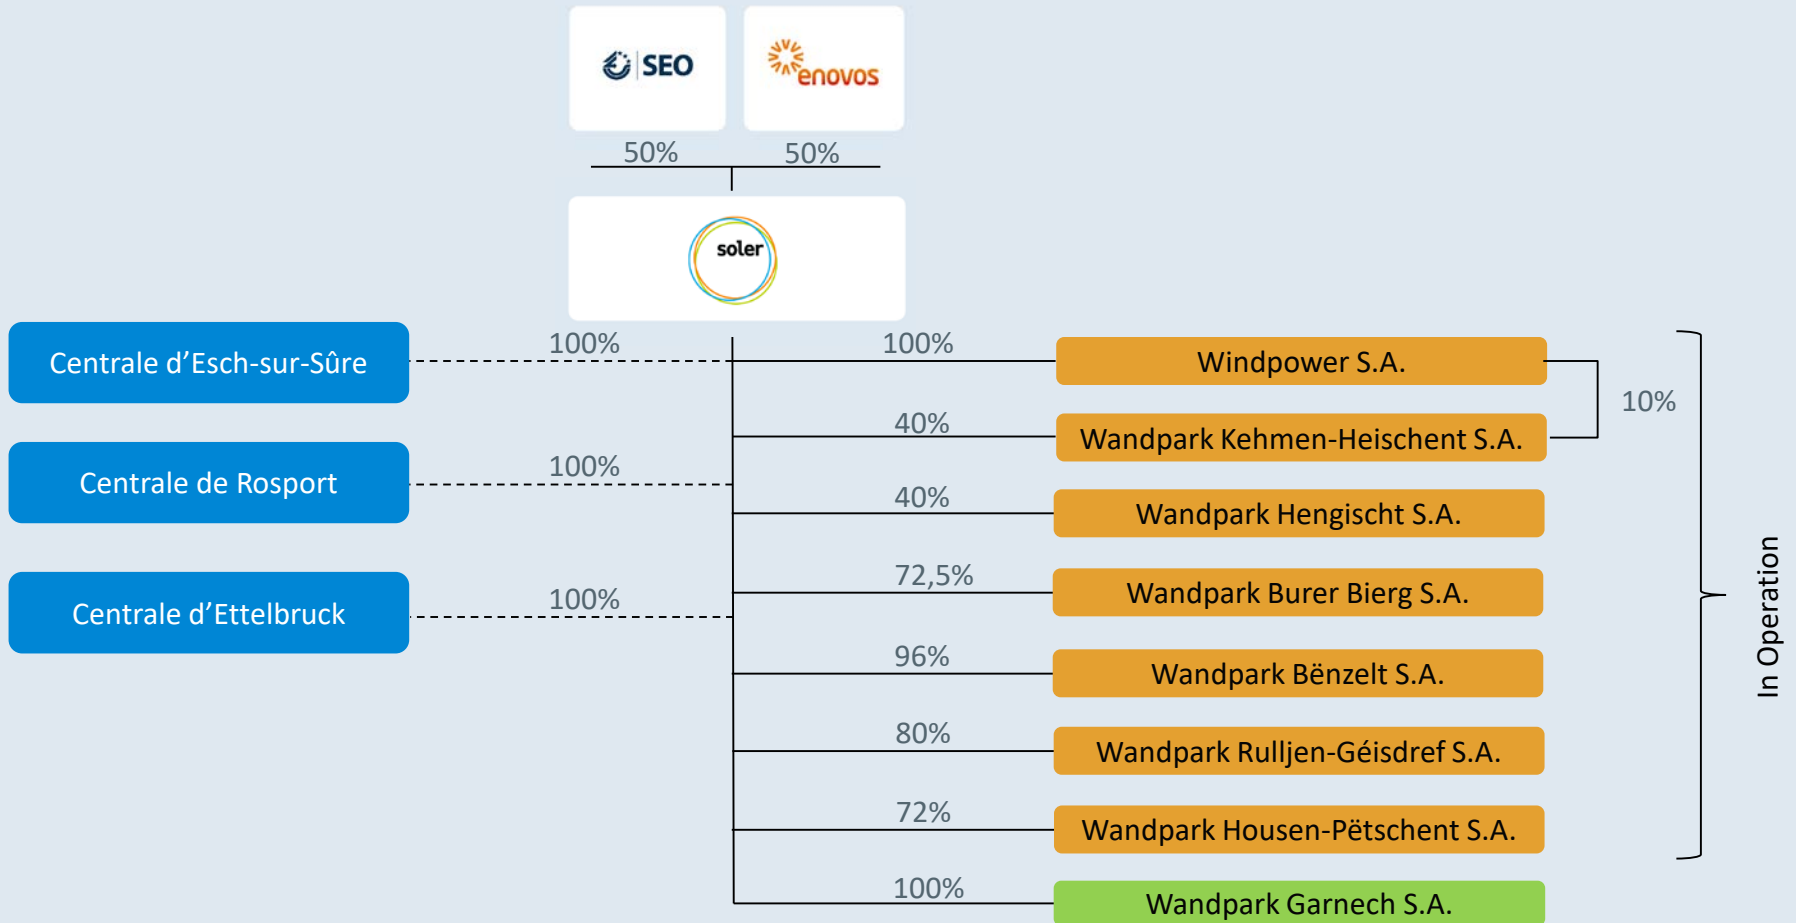 SEO
enovos
50%
50%
soler
Centrale d’Esch-sur-Sûre
100%
100%
Windpower S.A.
10%
40%
Wandpark Kehmen-Heischent S.A.
Centrale de Rosport
100%
40%
Wandpark Hengischt S.A.
72,5%
Wandpark Burer Bierg S.A.
Centrale d’Ettelbruck
100%
96%
Wandpark Bënzelt S.A.
80%
Wandpark Rulljen-Géisdref S.A.
72%
Wandpark Housen-Pëtschent S.A.
100%
Wandpark Garnech S.A.
In Operation